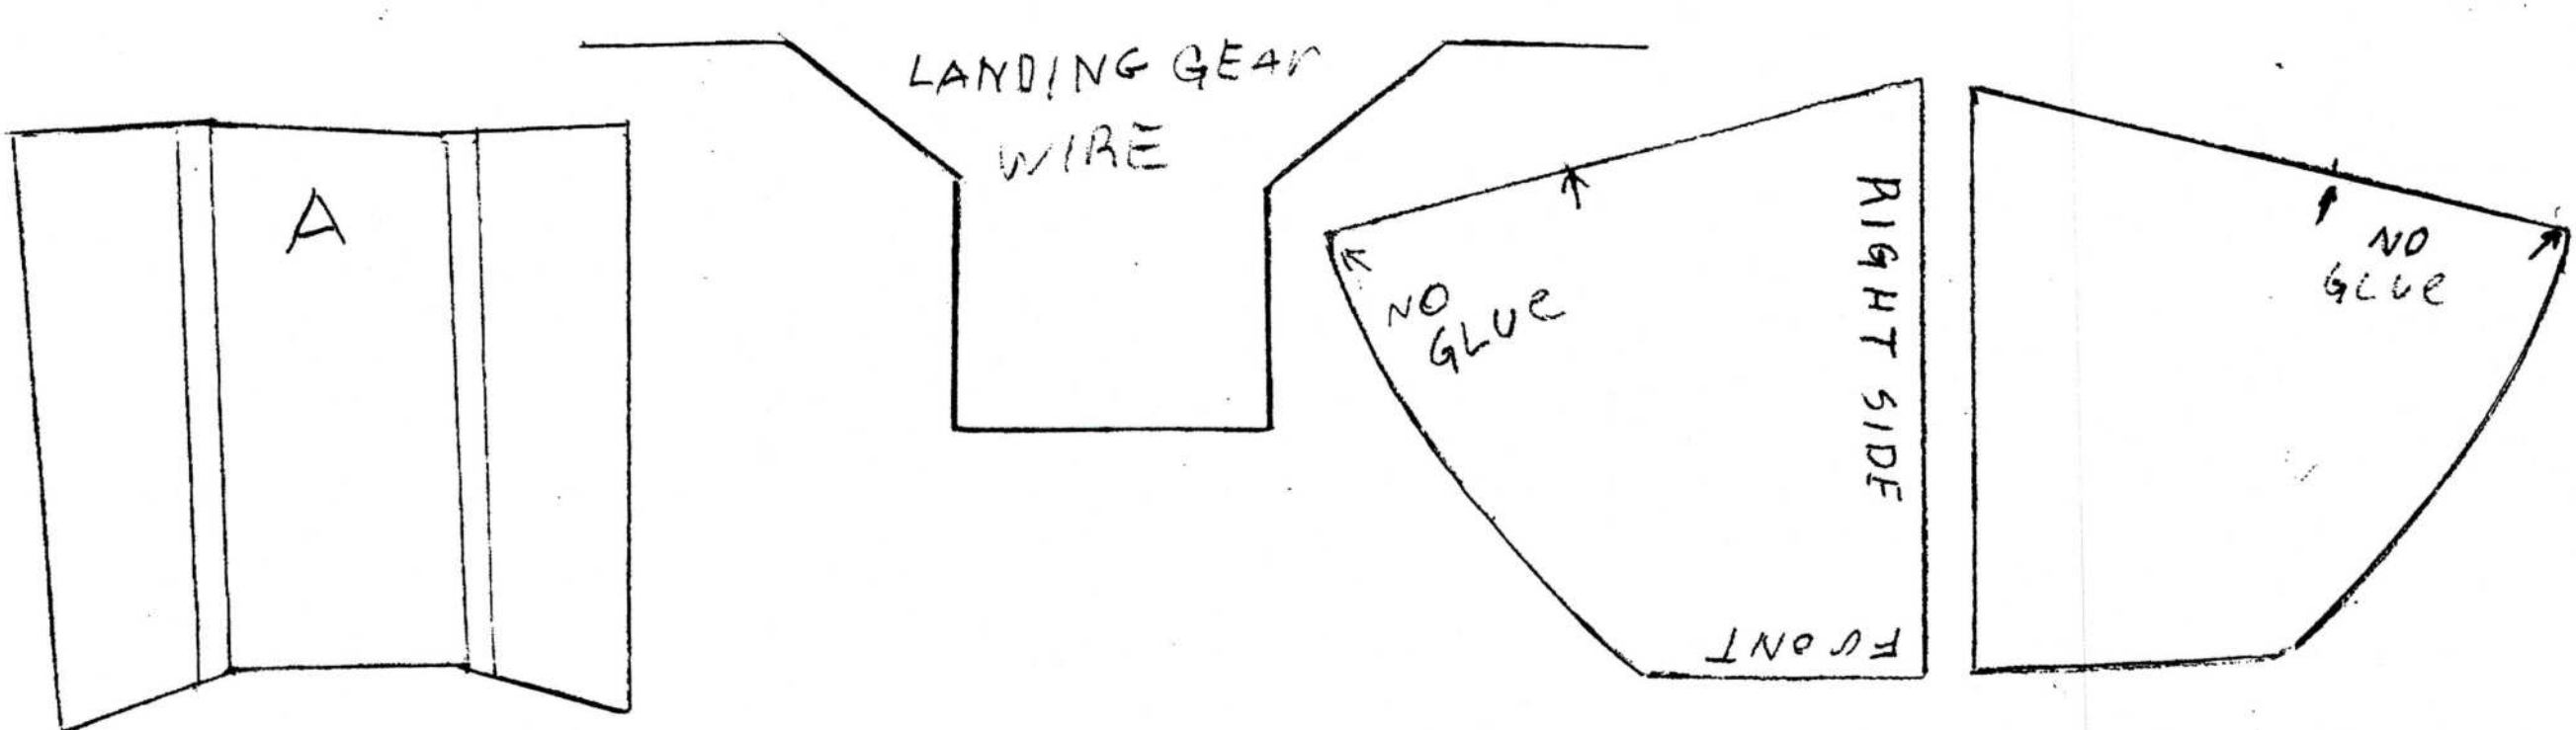 A
LANDING GEAr
WIRE
NO
GLUe
RIGHT SIDE
FrONT
NO
GLUe